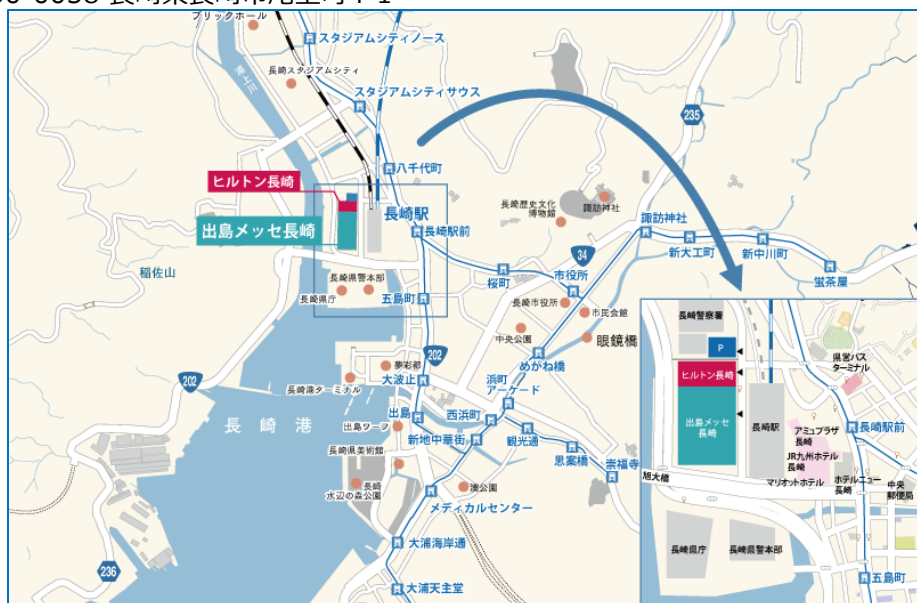 長崎県長崎市尾上町4-1
ブリックホール
スタジアムシティノース
浦上川
長崎スタジアムシティ
スタジアムシティサウス
235
八千代町
ヒルトン長崎
長崎駅
長崎歴史文化
博物館
諏訪神社
諏訪神社
出島メッセ長崎
長崎駅前
新大工町
新中川町
34
稲佐山
桜町
市役所
蛍茶屋
長崎県警本部
長崎県庁
五島町
長崎市役所
市民会館
中央公園
眼鏡橋
202
202
めがね橋
夢彩都
大波止
長崎港ターミナル
浜町
アーケード
長崎港
出島
西浜町
出島ワーフ
新地中華街
観光通
長崎県美術館
思案橋
崇福寺
長崎
水辺の森公園
湊公園
メディカルセンター
大浦海岸通
236
大浦天主堂
長崎警察署
P
県営バス
ターミナル
ヒルトン長崎
出島メッセ
長崎
長崎駅
アミュプラザ
長崎
長崎駅前
JR九州ホテル
長崎
旭大橋
マリオットホテル
ホテルニュー
長崎
中央
郵便局
長崎県庁
長崎県警本部
五島町